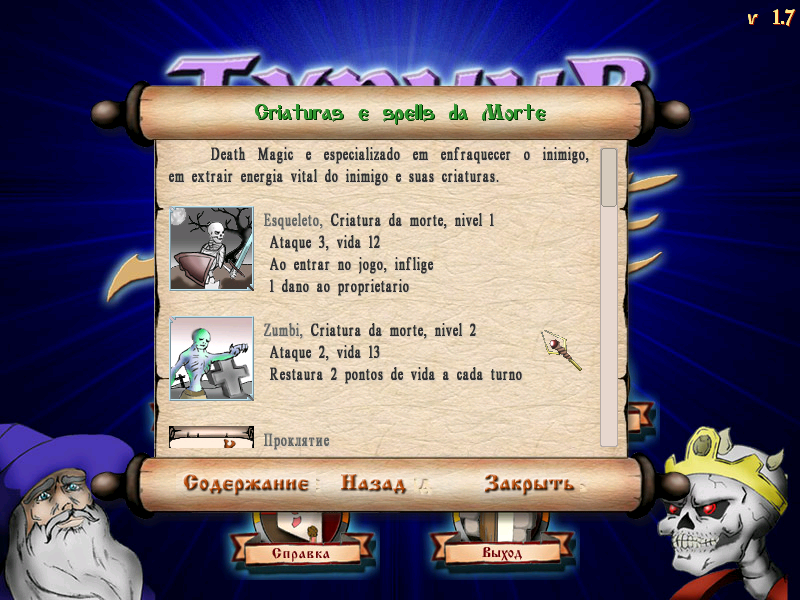 v 1.7
Турнир
Criaturas e spells da Morte
Death Magic e especializado em enfraquecer o inimigo,
em extrair energia vital do inimigo e suas criaturas.
Esqueleto, Criatura da morte, nivel 1
Ataque 3, vida 12
Ao entrar no jogo, inflige
1 dano ao proprietario
Zumbi, Criatura da morte, nivel 2
Ataque 2, vida 13
Restaura 2 pontos de vida a cada turno
Проклятие
Содержание Назад Закрыть
Справка Выход